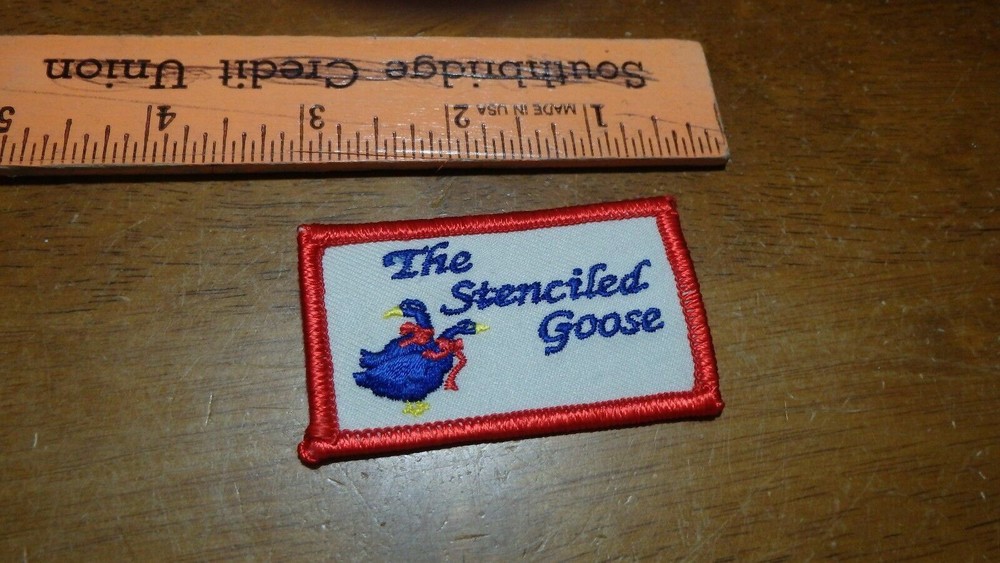 Southbridge Credit Union
1 MADE IN USA 2 3 4 5
The
Stenciled
Goose